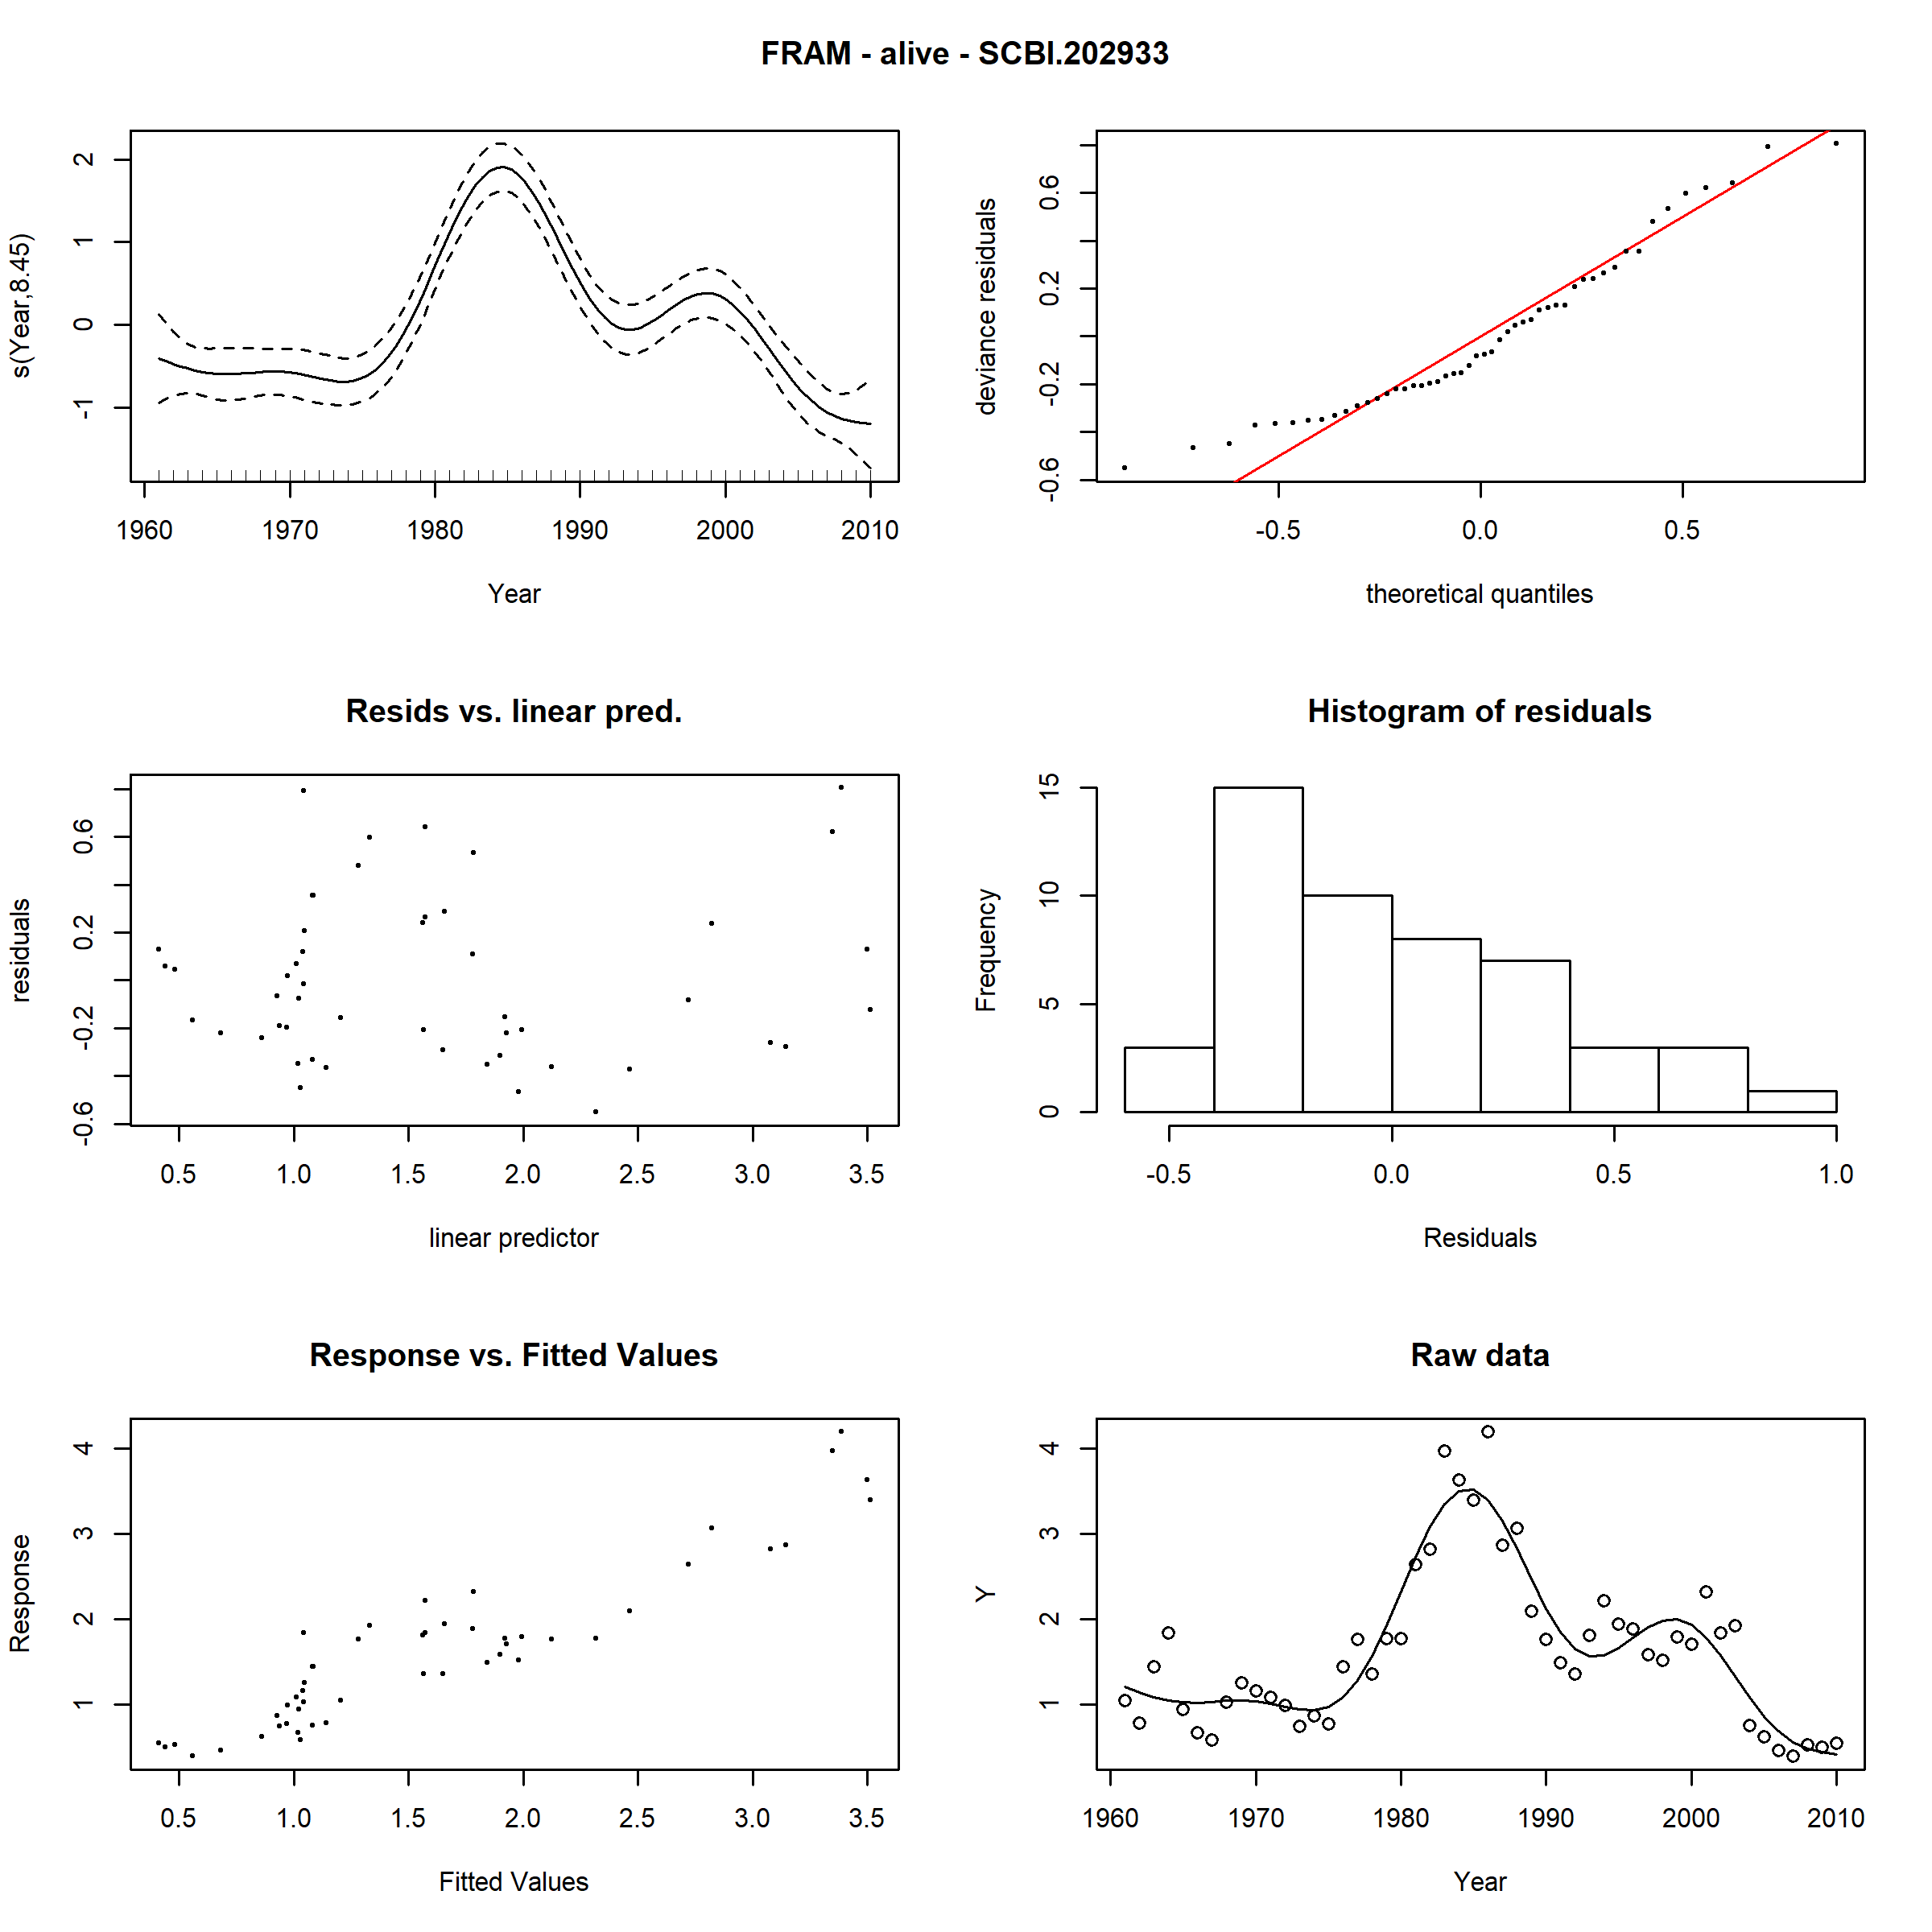 FRAM - alive - SCBI.202933
s(Year,8.45)
2
1
0
-1
1960 1970 1980 1990 2000 2010
Year
deviance residuals
0.6
0.2
-0.2
-0.6
-0.5 0.0 0.5
theoretical quantiles
Resids vs. linear pred.
residuals
0.6
0.2
-0.2
-0.6
0.5 1.0 1.5 2.0 2.5 3.0 3.5
linear predictor
Histogram of residuals
Frequency
15
10
5
0
-0.5 0.0 0.5 1.0
Residuals
Response vs. Fitted Values
Response
4
3
2
1
0.5 1.0 1.5 2.0 2.5 3.0 3.5
Fitted Values
Raw data
Y
4
3
2
1
1960 1970 1980 1990 2000 2010
Year